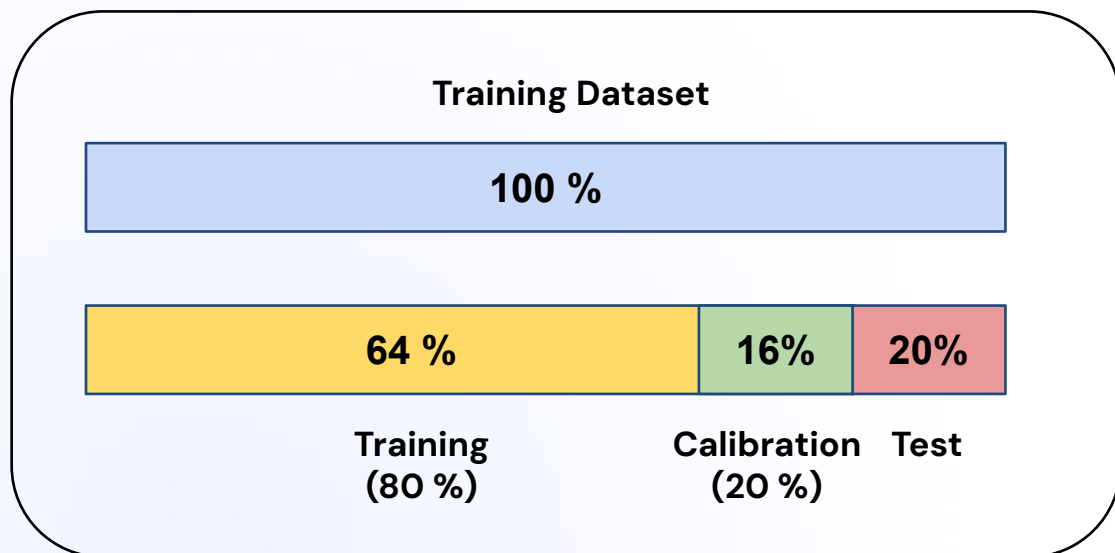 Training Dataset
100 %
64 %
16%
20%
Training
(80 %)
Calibration
(20 %)
Test